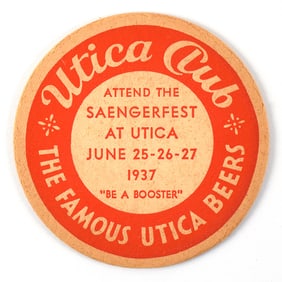 Utica Club
ATTEND THE
SAENGERFEST
AT UTICA
JUNE 25-26-27
1937
"BE A BOOSTER"
THE FAMOUS UTICA BEERS